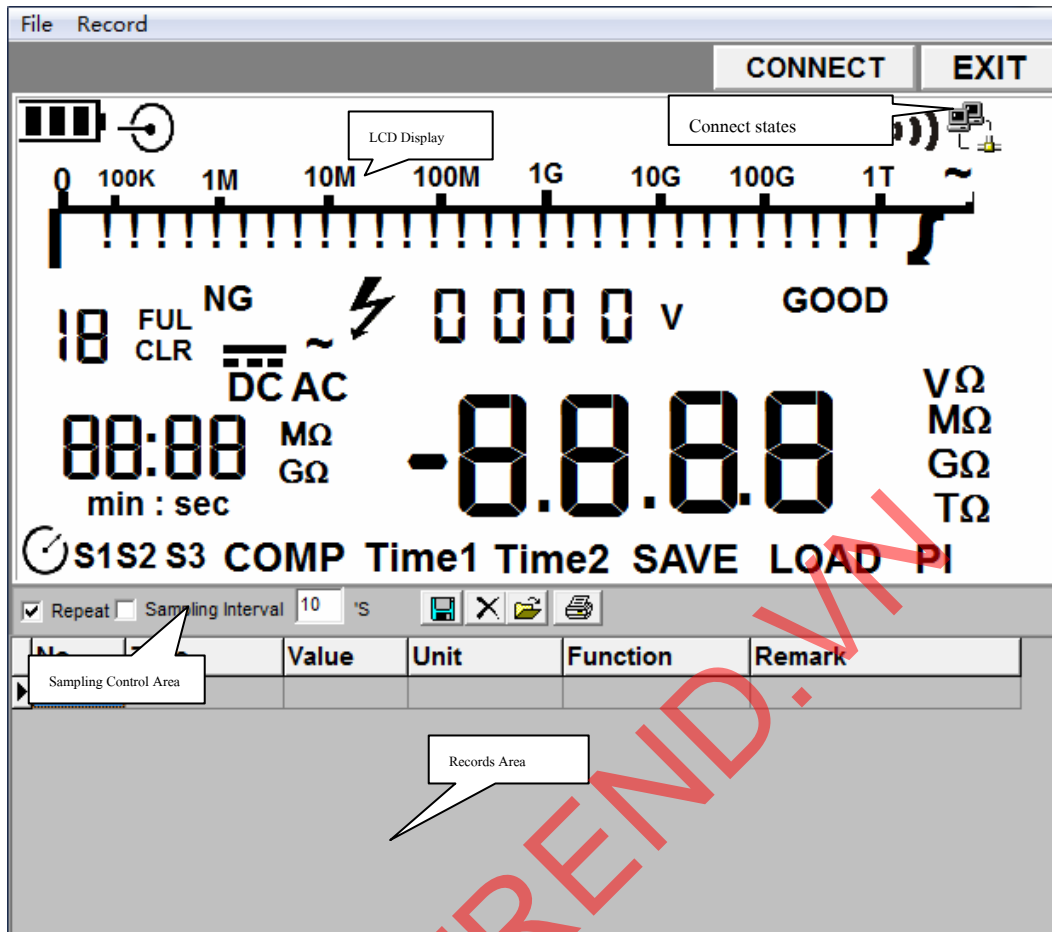 File Record
CONNECT EXIT
LCD Display
Connect states
0 100K 1M 10M 100M 1G 10G 100G 1T ~
NG
GOOD
18 FUL
CLR
~
0000 V
DC AC
88:88 MΩ
GΩ
min : sec
-8.8.8.8
VΩ
MΩ
GΩ
TΩ
S1 S2 S3 COMP Time1 Time2 SAVE LOAD PI
Repeat Sampling Interval 10 'S
Value Unit Function Remark
Sampling Control Area
Records Area
REND.VN